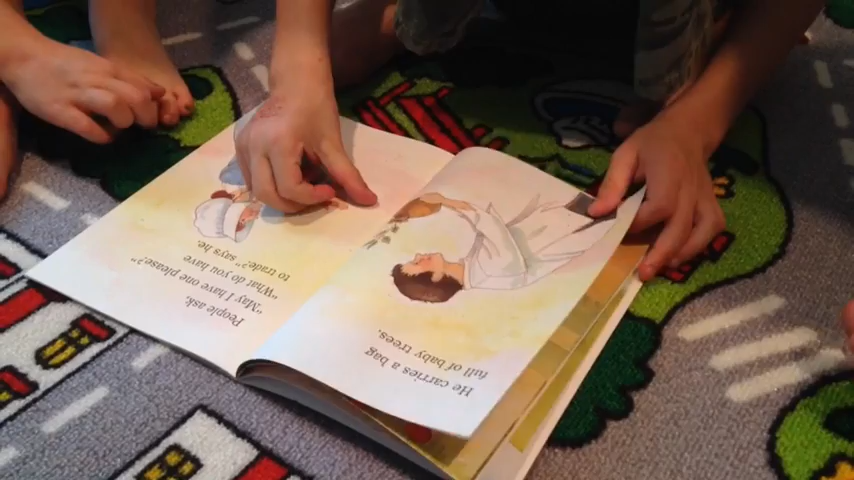 He carries a bag
full of baby trees.
People ask,
"May I have one please?"
"What do you have
to trade?" says he.